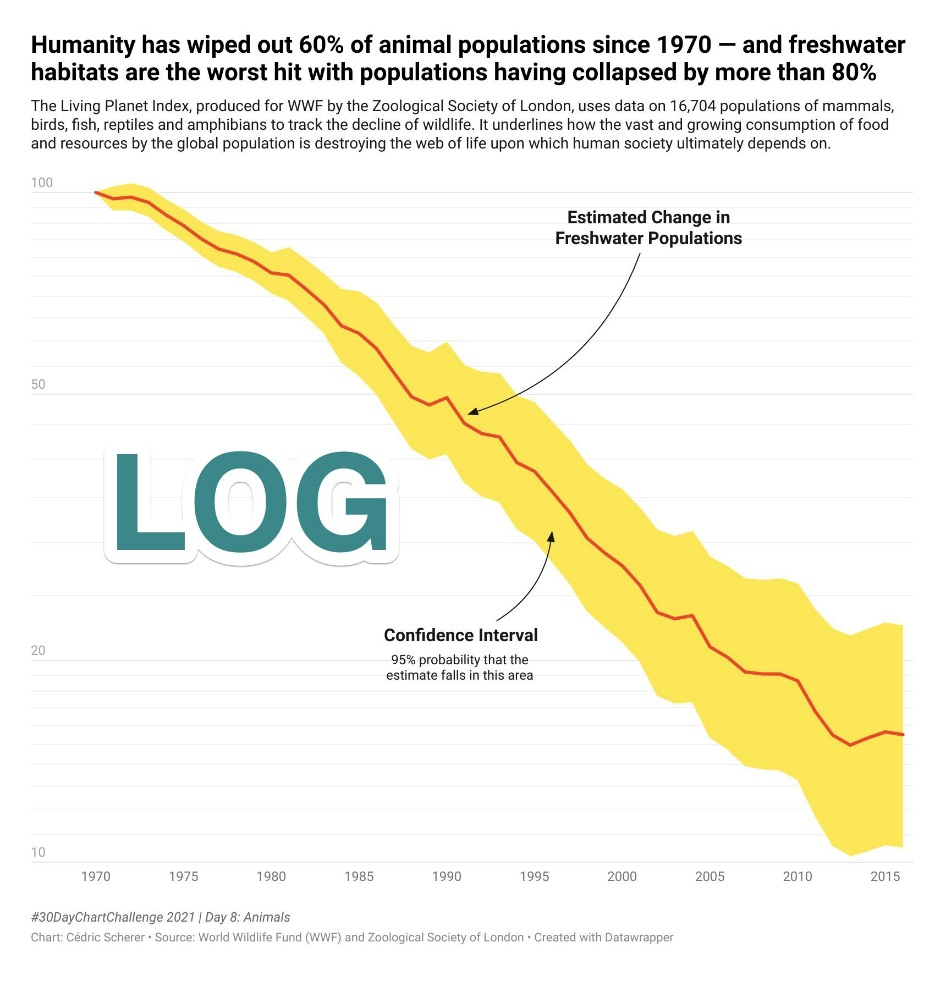 Humanity has wiped out 60% of animal populations since 1970 — and freshwater
habitats are the worst hit with populations having collapsed by more than 80%
The Living Planet Index, produced for WWF by the Zoological Society of London, uses data on 16,704 populations of mammals,
birds, fish, reptiles and amphibians to track the decline of wildlife. It underlines how the vast and growing consumption of food
and resources by the global population is destroying the web of life upon which human society ultimately depends on.
100
Estimated Change in
Freshwater Populations
50
LOG
Confidence Interval
95% probability that the
estimate falls in this area
20
10
1970 1975 1980 1985 1990 1995 2000 2005 2010 2015
#30DayChartChallenge 2021 | Day 8: Animals
Chart: Cédric Scherer • Source: World Wildlife Fund (WWF) and Zoological Society of London • Created with Datawrapper